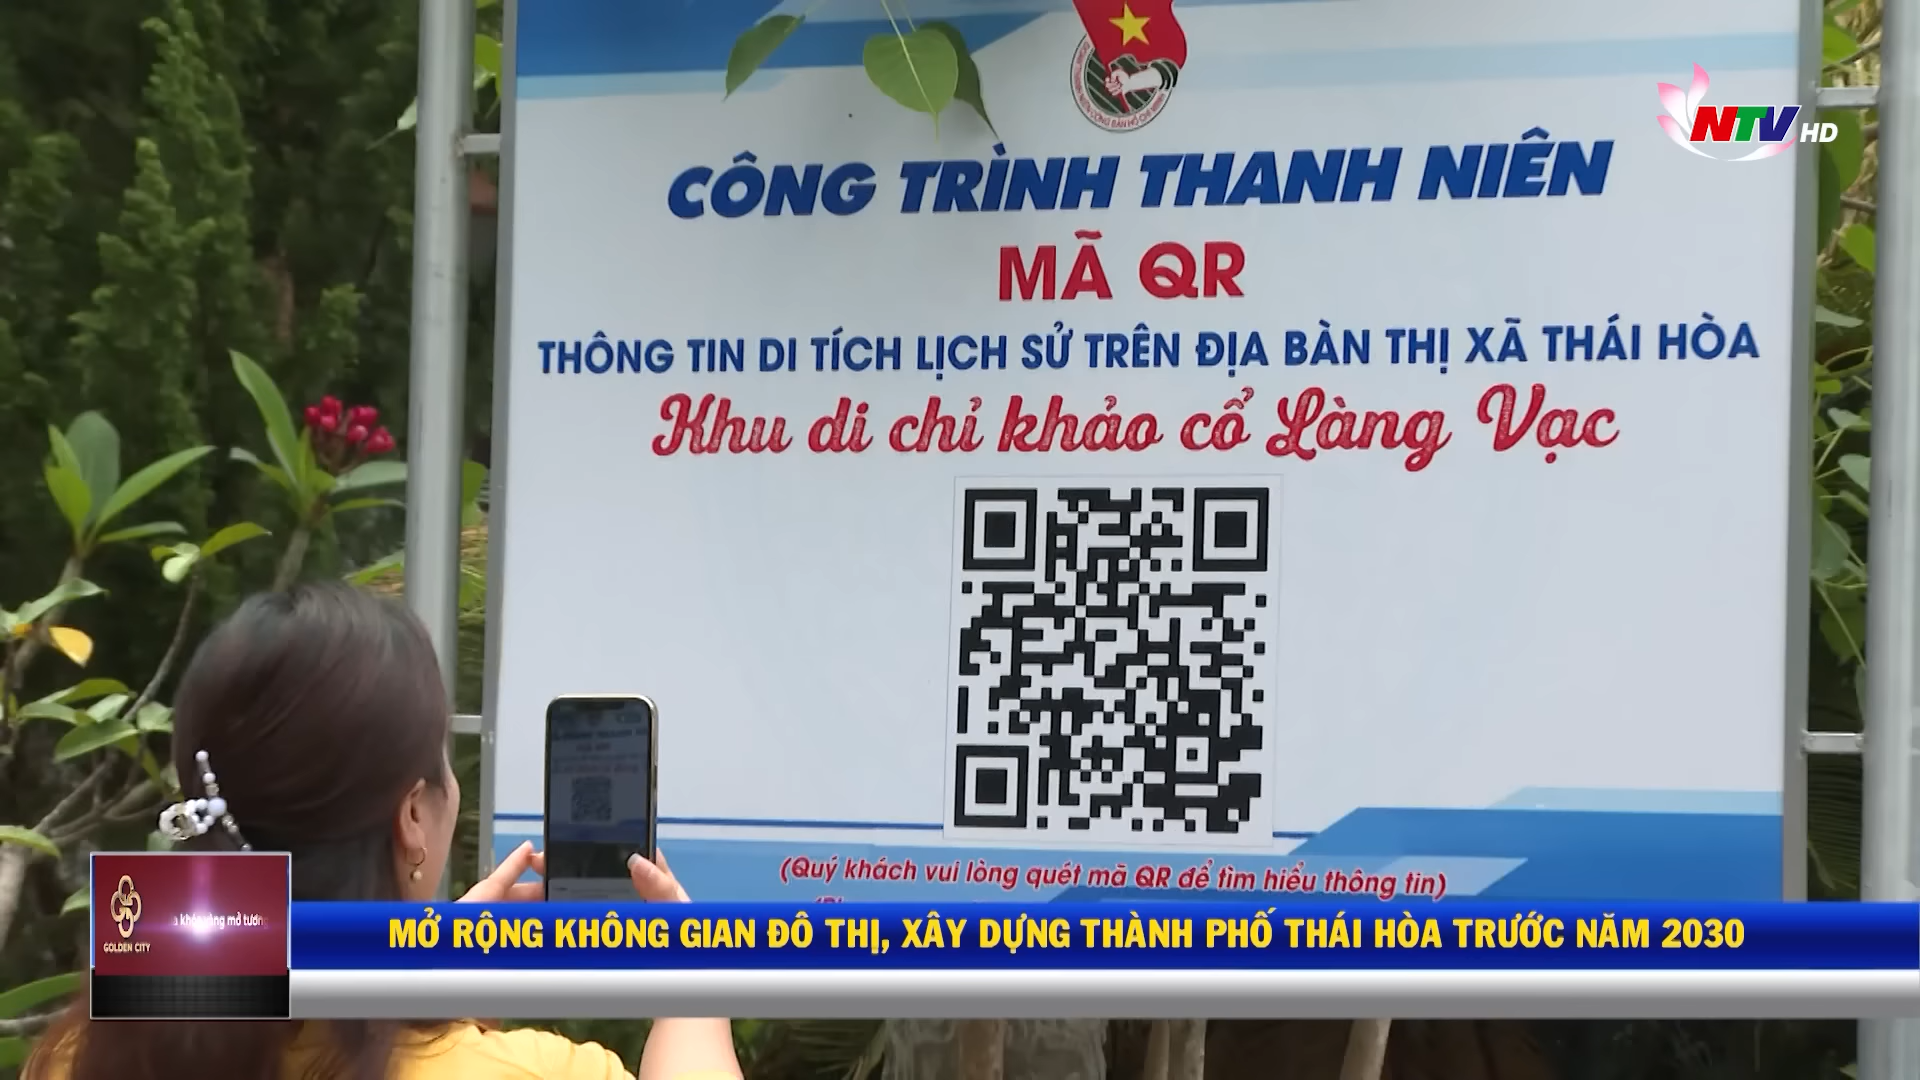 NTV HD
CÔNG TRÌNH THANH NIÊN
MÃ QR
THÔNG TIN DI TÍCH LỊCH SỬ TRÊN ĐỊA BÀN THỊ XÃ THÁI HÒA
Khu di chỉ khảo cổ Làng Vạc
(Quý khách vui lòng quét mã QR để tìm hiểu thông tin)
MỞ RỘNG KHÔNG GIAN ĐÔ THỊ, XÂY DỰNG THÀNH PHỐ THÁI HÒA TRƯỚC NĂM 2030
GOLDEN CITY